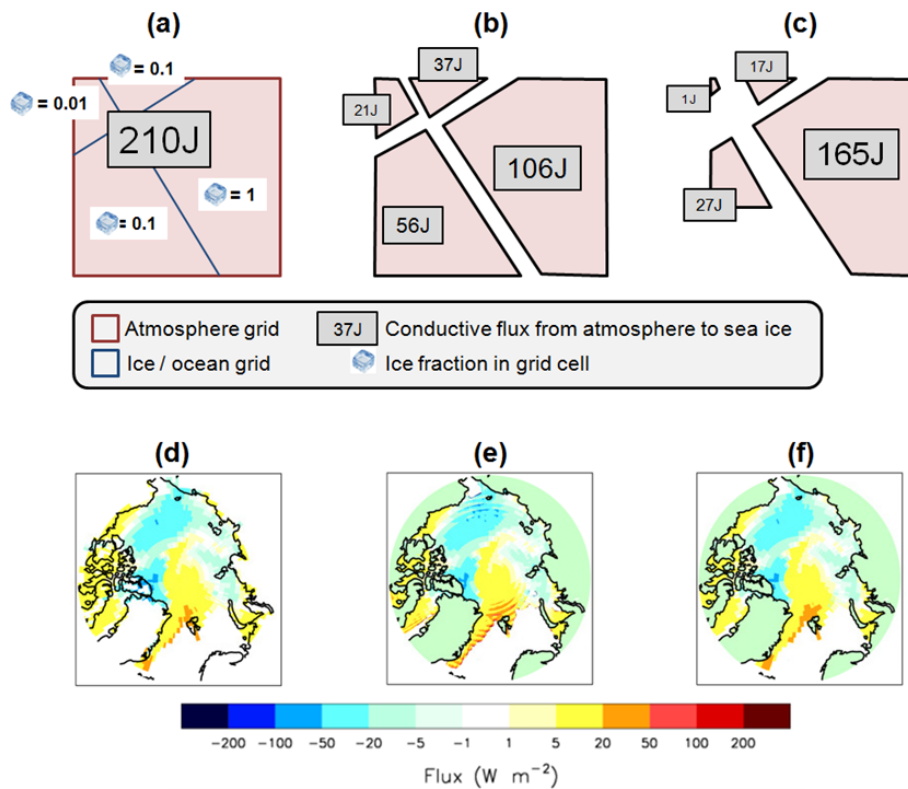 (a)
(b)
(c)
= 0.1
= 0.01
210J
= 1
= 0.1
37J
21J
106J
56J
17J
1J
165J
27J
Atmosphere grid
37J
Conductive flux from atmosphere to sea ice
Ice / ocean grid
Ice fraction in grid cell
(d)
(e)
(f)
-200 -100 -50 -20 -5 -1 1 5 20 50 100 200
Flux (W m⁻²)